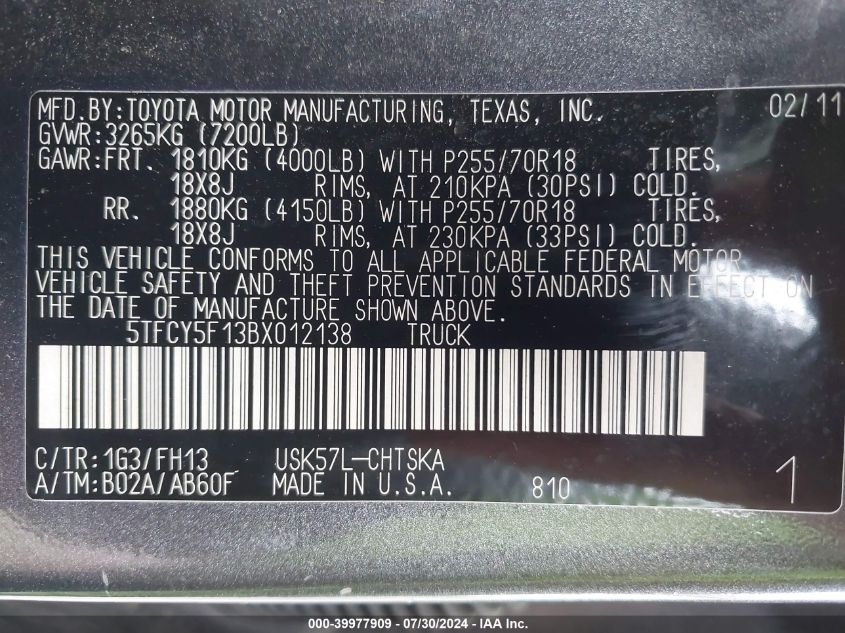 MFD.BY:TOYOTA MOTOR MANUFACTURING, TEXAS, INC. 02/11
GVWR:3265KG (7200LB)
GAWR:FRT. 1810KG (4000LB) WITH P255/70R18 TIRES,
18X8J RIMS, AT 210KPA (30PSI) COLD.
RR. 1880KG (4150LB) WITH P255/70R18 TIRES,
18X8J RIMS, AT 230KPA (33PSI) COLD.
THIS VEHICLE CONFORMS TO ALL APPLICABLE FEDERAL MOTOR
VEHICLE SAFETY AND THEFT PREVENTION STANDARDS IN EFFECT ON
THE DATE OF MANUFACTURE SHOWN ABOVE.
5TFCY5F13BX012138 TRUCK
C/TR:1G3/FH13 USK57L-CHTSKA
A/TM:B02A/AB60F MADE IN U.S.A. 810 1
000-39977909 / 07/30/2024 - IAA Inc.